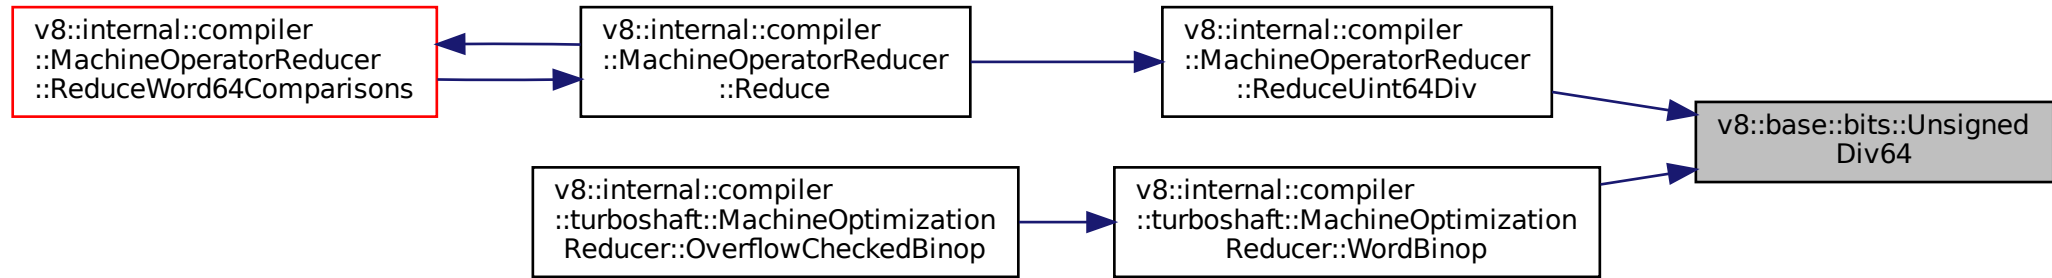 v8::internal::compiler
::MachineOperatorReducer
::ReduceWord64Comparisons
v8::internal::compiler
::MachineOperatorReducer
::Reduce
v8::internal::compiler
::MachineOperatorReducer
::ReduceUint64Div
v8::base::bits::Unsigned
Div64
v8::internal::compiler
::turboshaft::MachineOptimization
Reducer::OverflowCheckedBinop
v8::internal::compiler
::turboshaft::MachineOptimization
Reducer::WordBinop